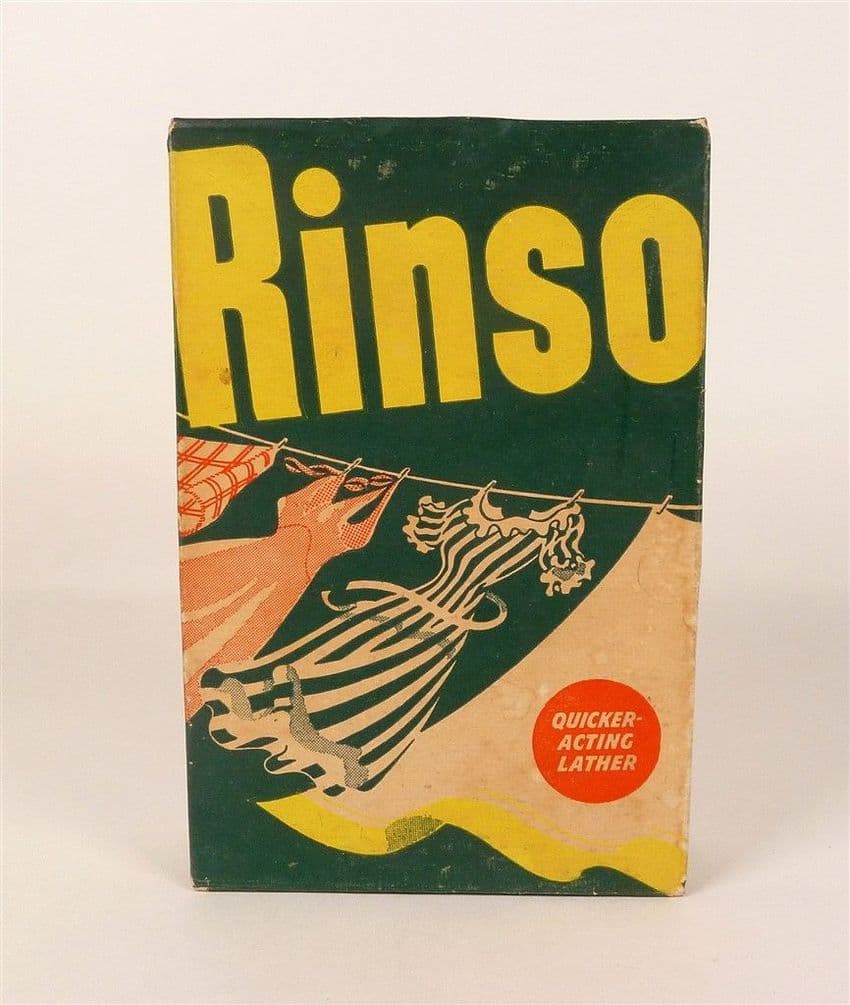 Rinso
QUICKER-
ACTING
LATHER